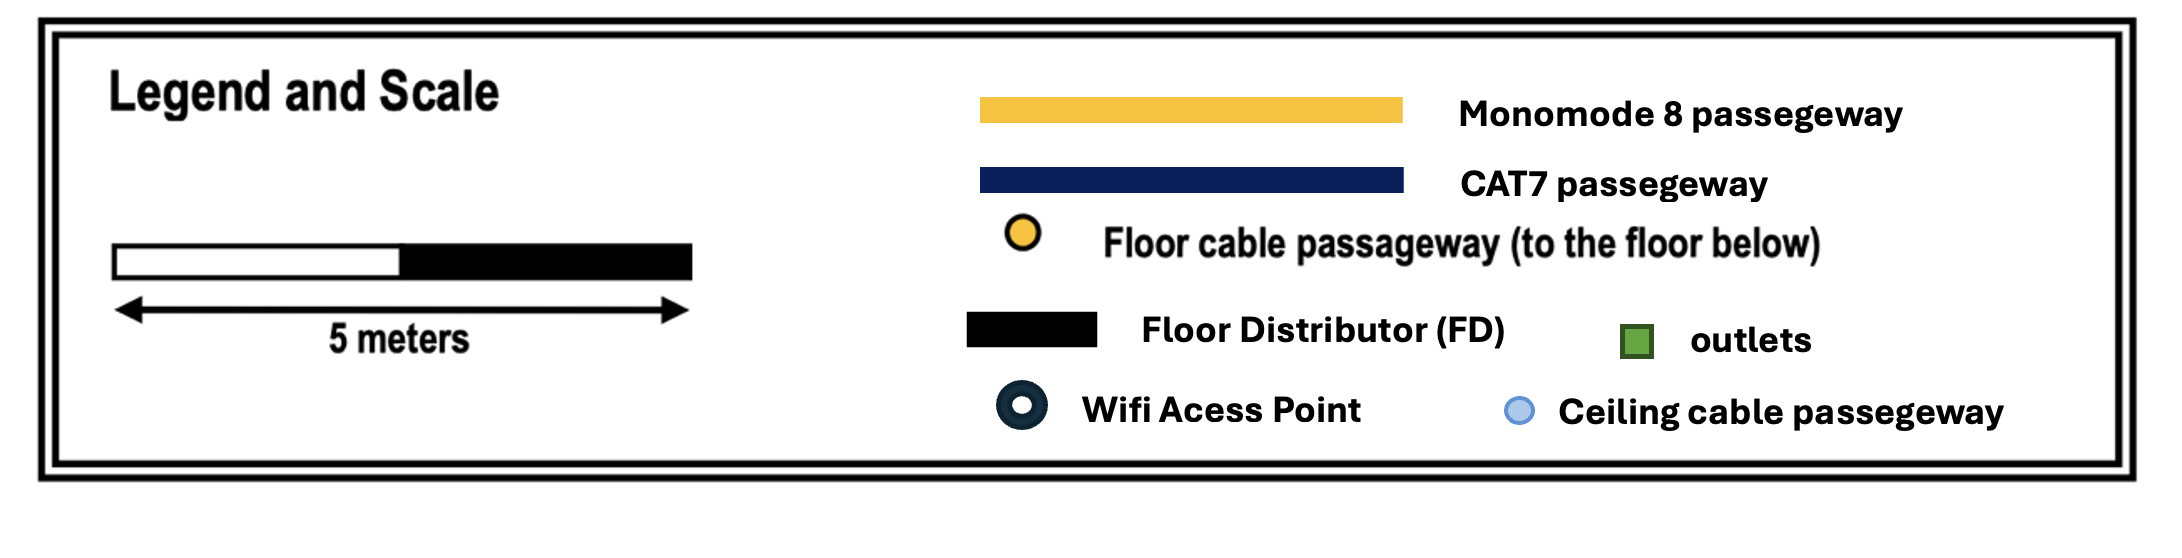 Legend and Scale
5 meters
Monomode 8 passegeway
CAT7 passegeway
Floor cable passageway (to the floor below)
Floor Distributor (FD)
outlets
Wifi Acess Point
Ceiling cable passegeway